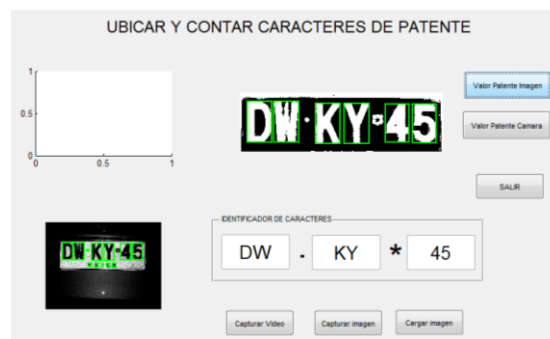 UBICAR Y CONTAR CARACTERES DE PATENTE
1
0.5
0
0 0.5 1
DW·KY·45
Valor Patente Imagen
Valor Patente Camara
SALIR
DW·KY·45
IDENTIFICADOR DE CARACTERES
DW . KY * 45
Capturar Video
Capturar imagen
Cargar imagen